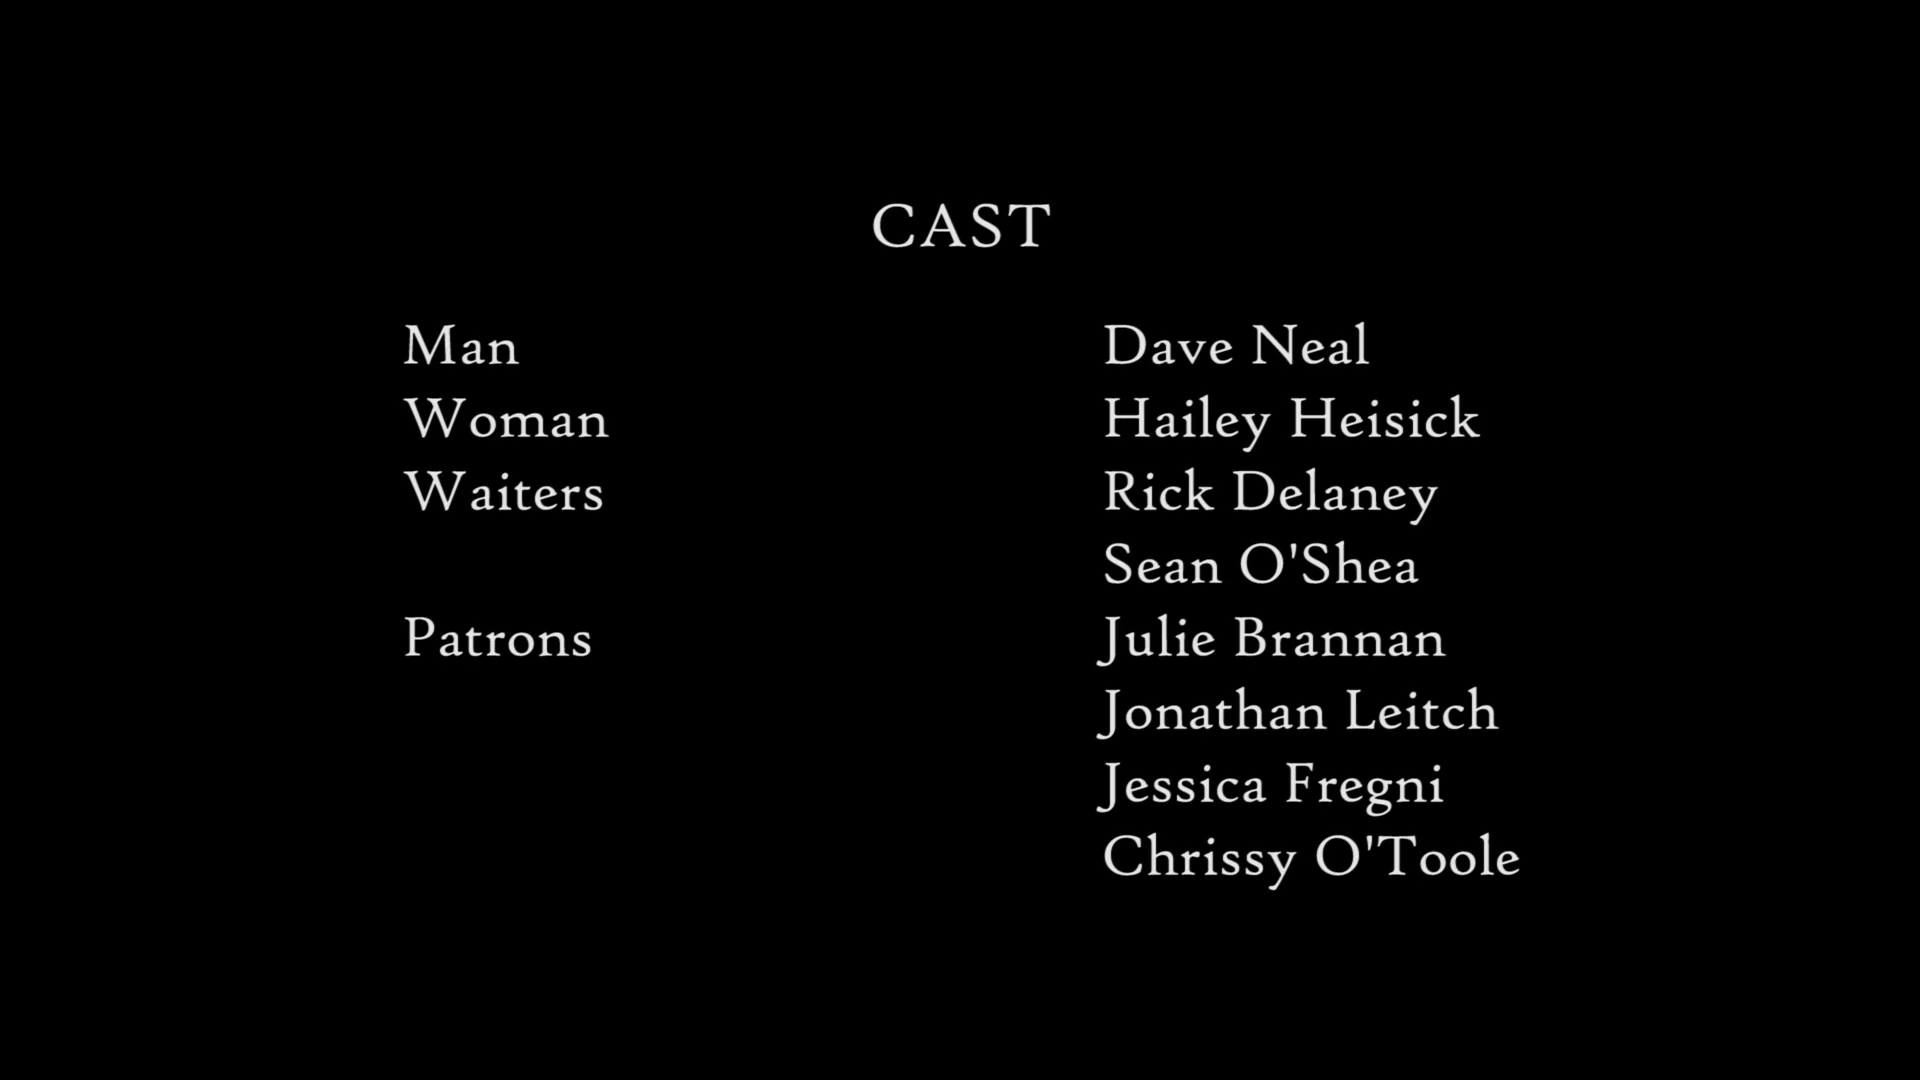 CAST
Man Dave Neal
Woman Hailey Heisick
Waiters Rick Delaney
Sean O'Shea
Patrons Julie Brannan
Jonathan Leitch
Jessica Fregni
Chrissy O'Toole